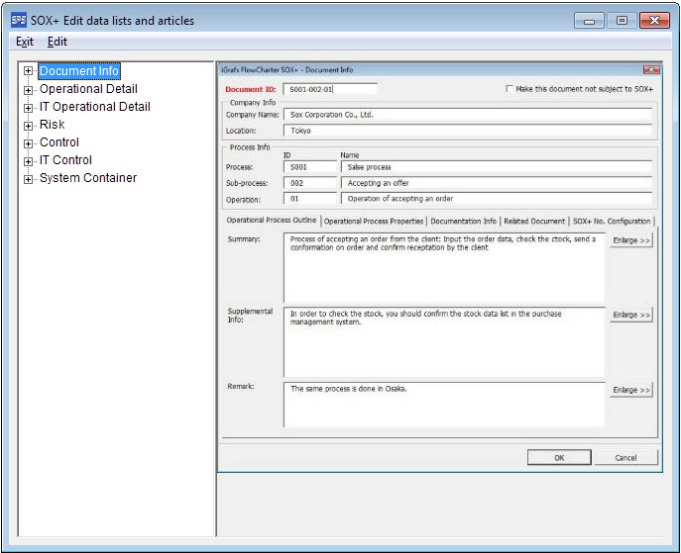 SOX+ Edit data lists and articles
Exit Edit
Document Info
Operational Detail
IT Operational Detail
Risk
Control
IT Control
System Container
iGrafx FlowCharter SOX+ - Document Info
Document ID: S001-002-01 Make this document not subject to SOX+
Company Info
Company Name: Sox Corporation Co., Ltd.
Location: Tokyo
Process Info
ID Name
Process: S001 Salse process
Sub-process: 002 Accepting an offer
Operation: 01 Operation of accepting an order
Operational Process Outline Operational Process Properties Documentation Info Related Document SOX+ No. Configuration
Summary: Process of accepting an order from the client: Input the order data, check the ctock, send a Enlarge >>
conformation on order and confirm receptation by the client
Supplemental Info: In order to check the stock, you should confirm the stock data list in the purchase Enlarge >>
management system.
Remark: The same process is done in Osaka. Enlarge >>
OK Cancel